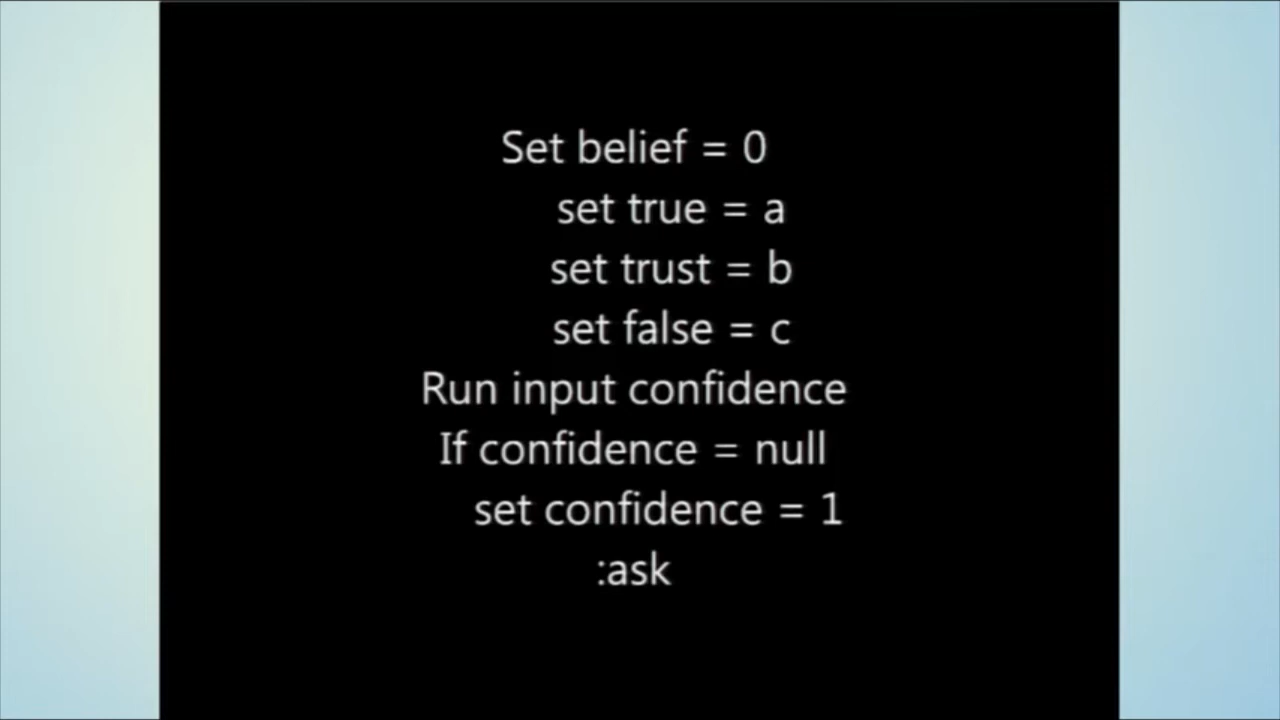 Set belief = 0
set true = a
set trust = b
set false = c
Run input confidence
If confidence = null
set confidence = 1
:ask